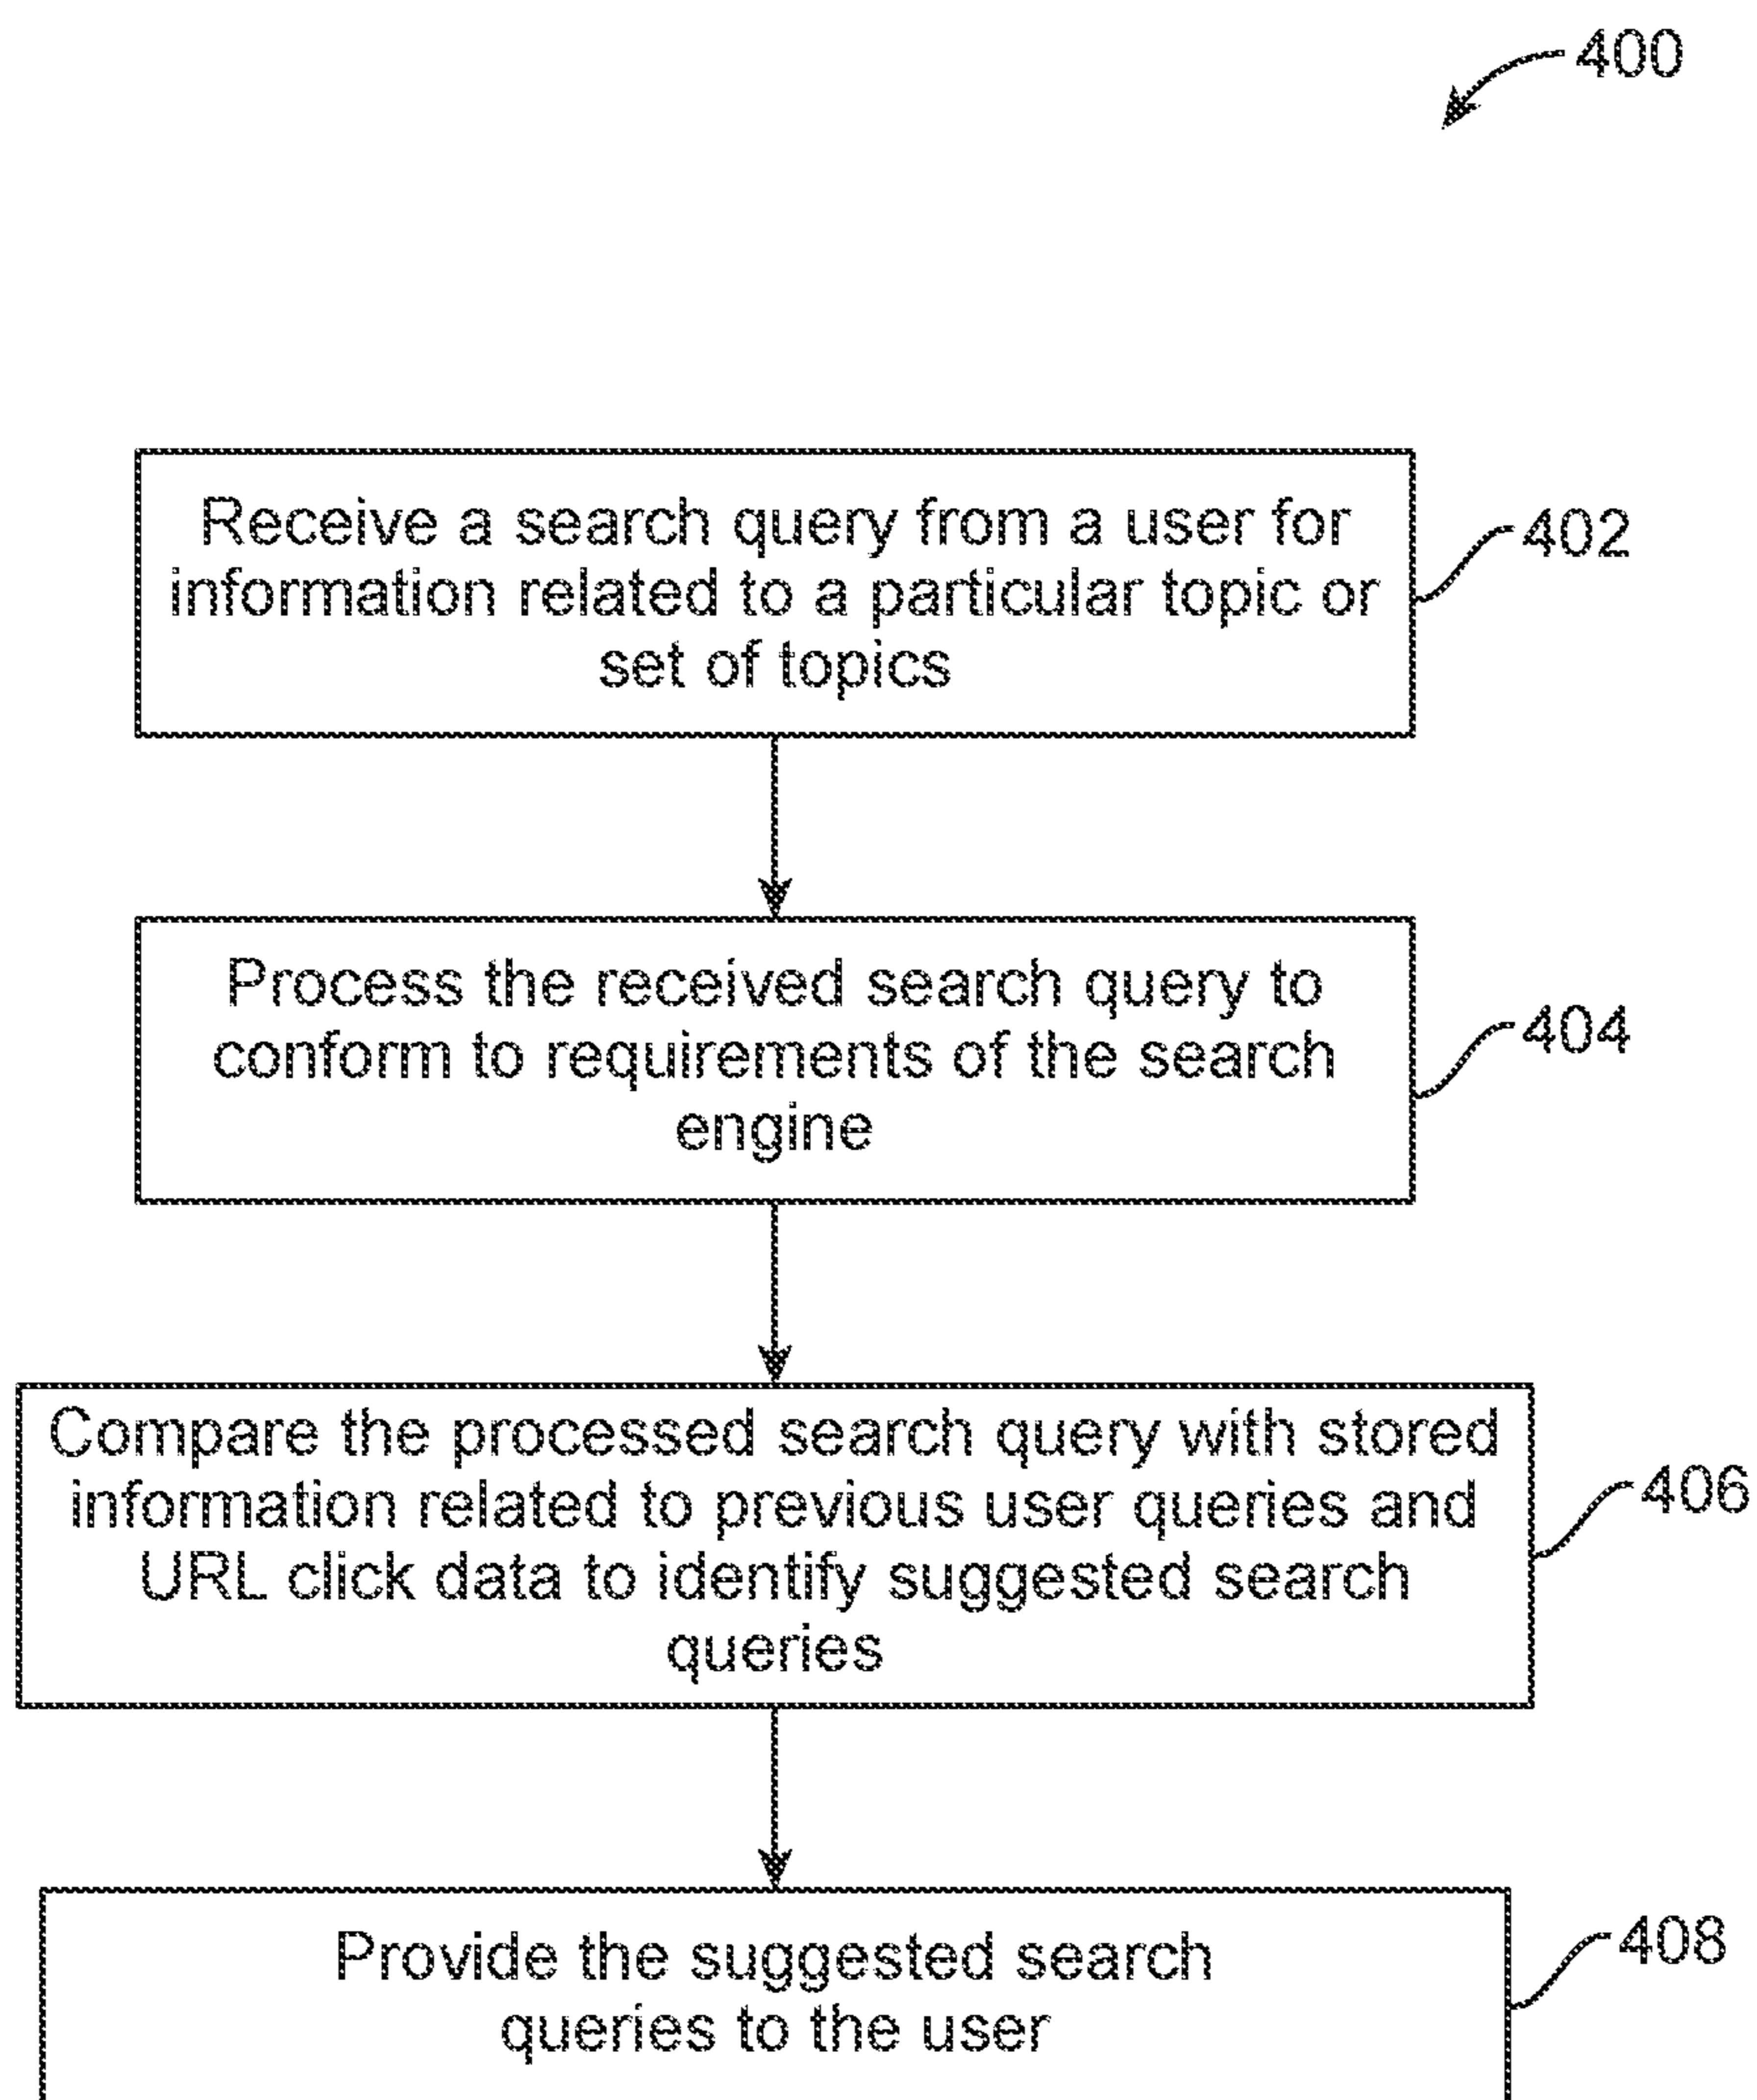 400
Receive a search query from a user for
information related to a particular topic or
set of topics
402
Process the received search query to
conform to requirements of the search
engine
404
Compare the processed search query with stored
information related to previous user queries and
URL click data to identify suggested search
queries
406
Provide the suggested search
queries to the user
408